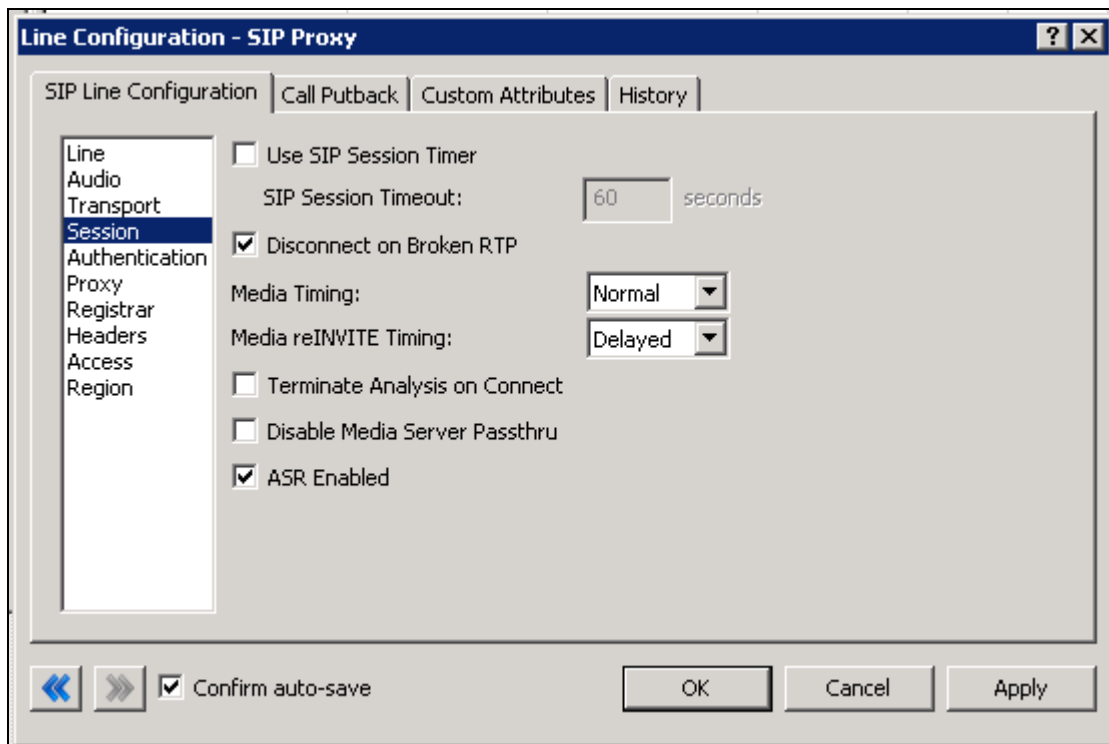 Line Configuration - SIP Proxy
SIP Line Configuration Call Putback Custom Attributes History
Line
Audio
Transport
Session
Authentication
Proxy
Registrar
Headers
Access
Region
Use SIP Session Timer
SIP Session Timeout: 60 seconds
Disconnect on Broken RTP
Media Timing: Normal
Media reINVITE Timing: Delayed
Terminate Analysis on Connect
Disable Media Server Passthru
ASR Enabled
Confirm auto-save OK Cancel Apply